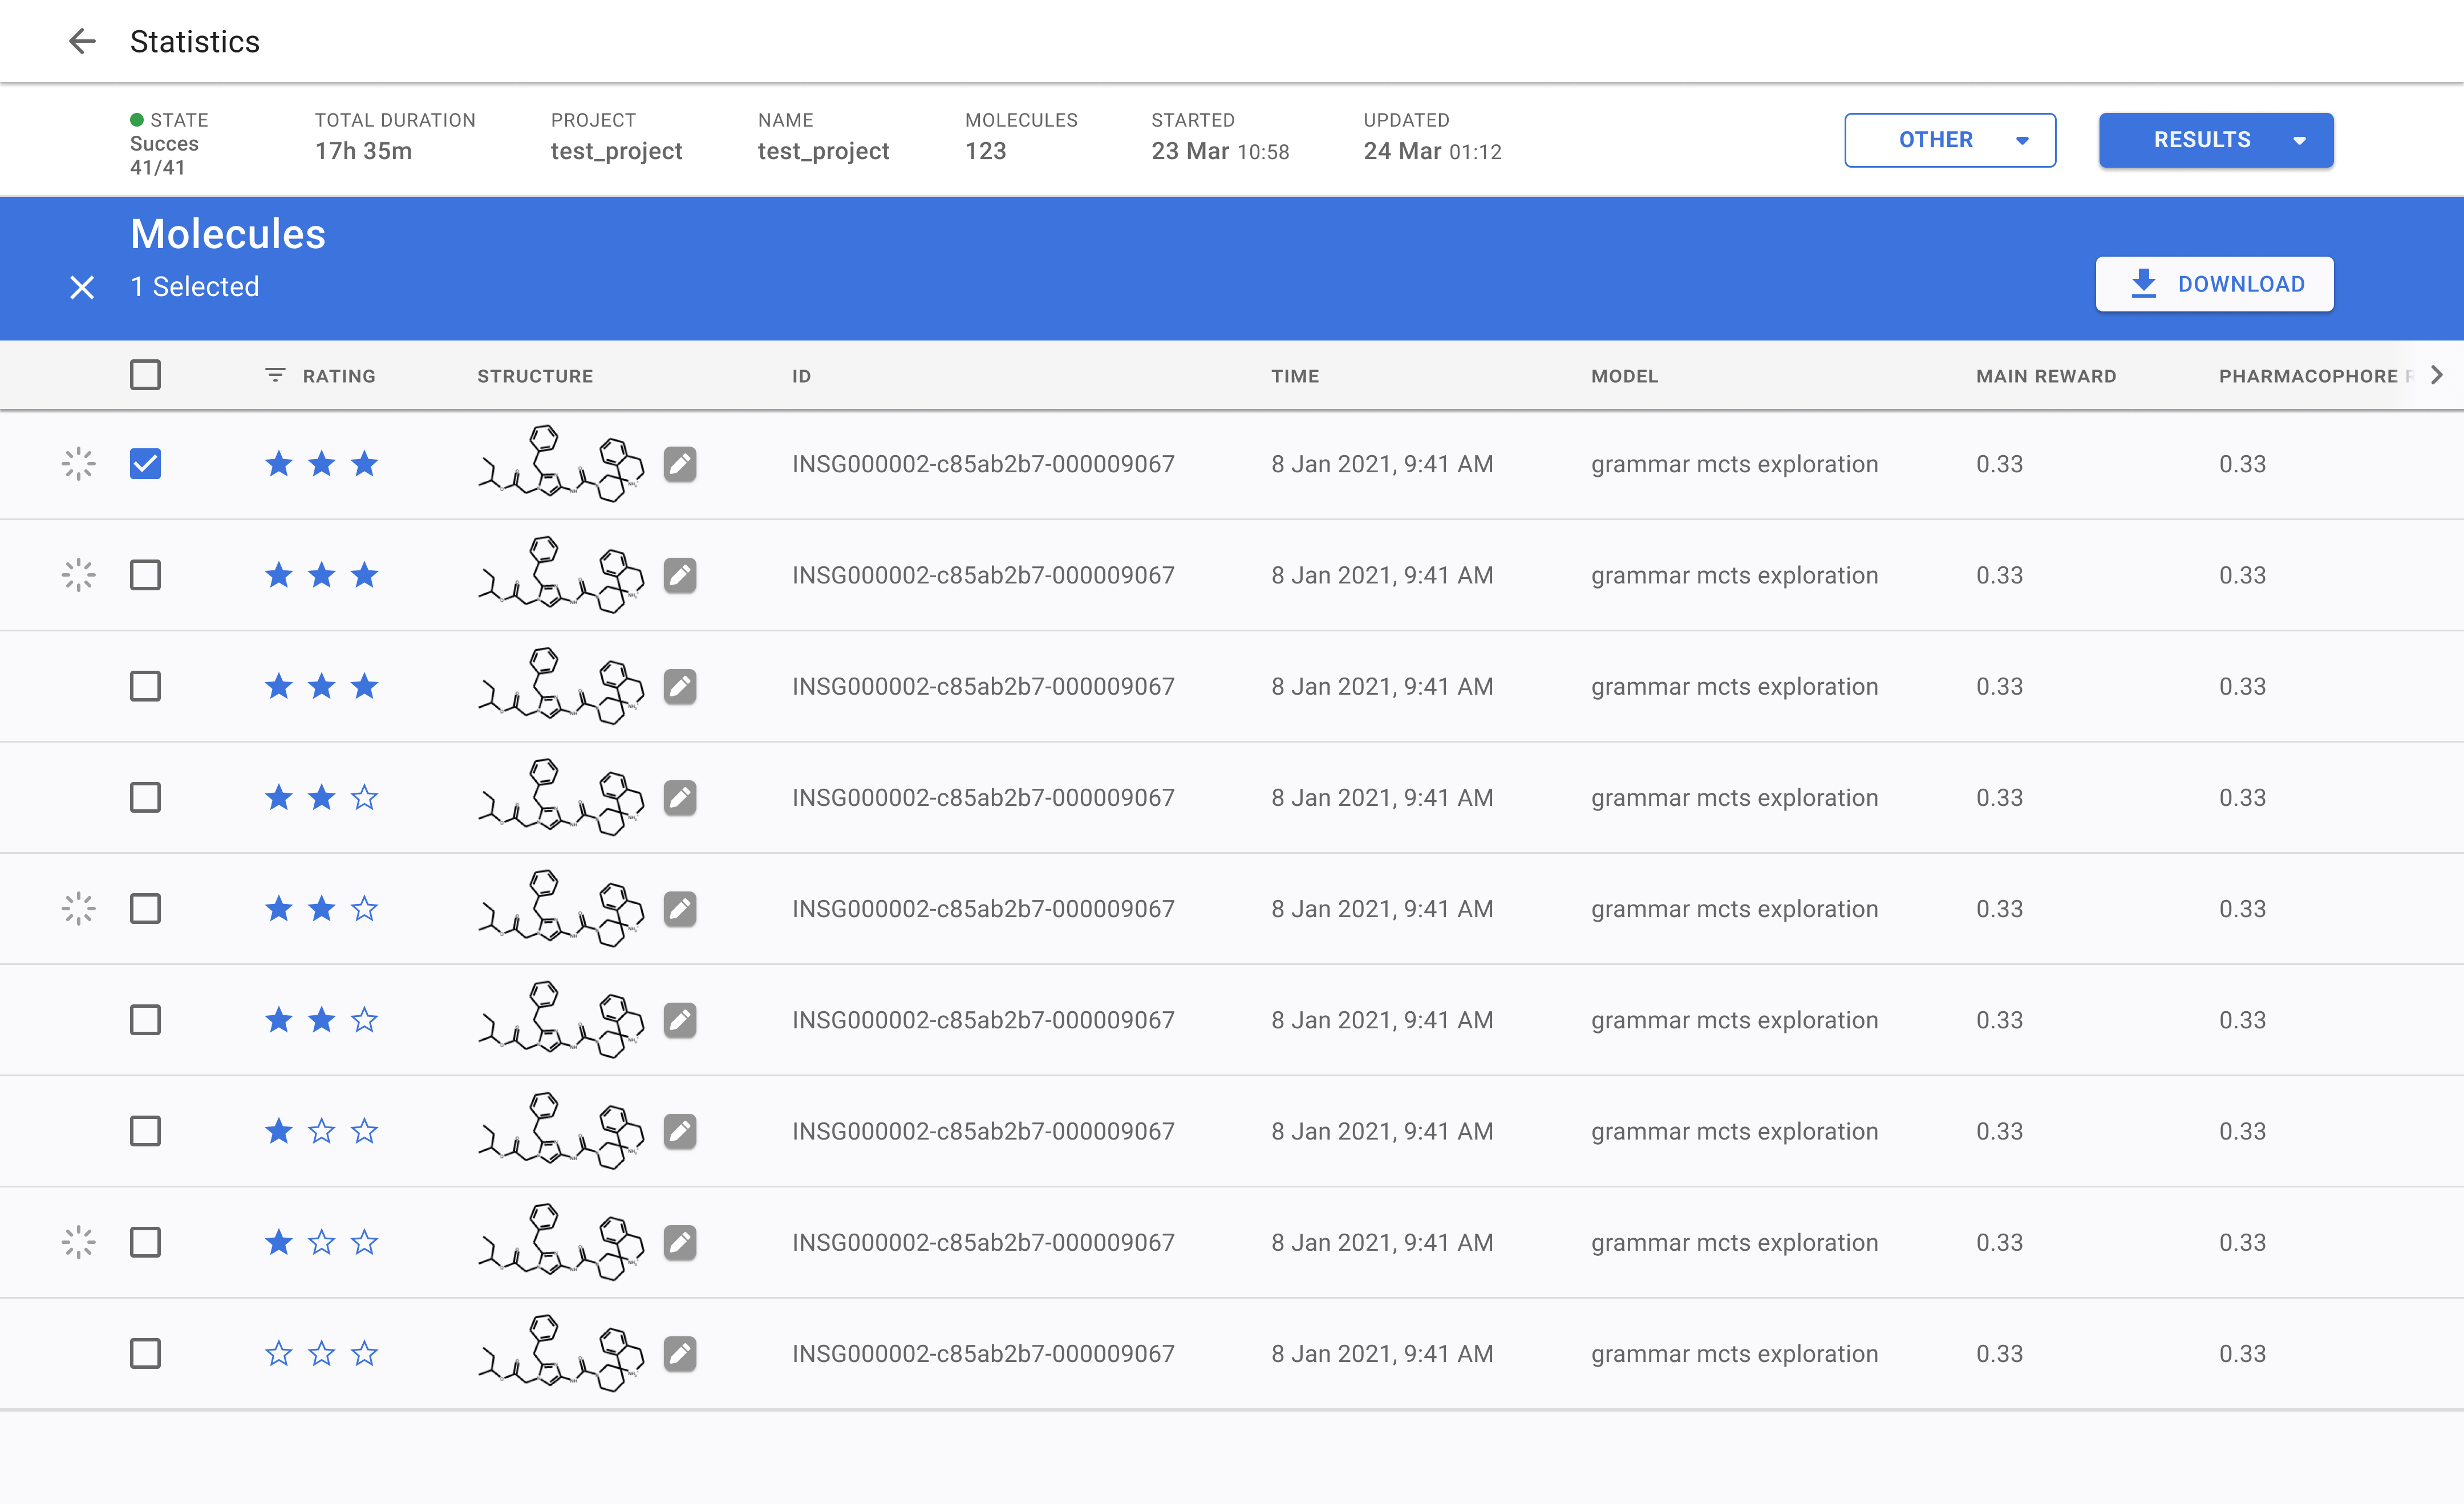 Statistics
STATE TOTAL DURATION PROJECT NAME MOLECULES STARTED UPDATED
Succes 17h 35m test_project test_project 123 23 Mar 10:58 24 Mar 01:12 OTHER RESULTS
41/41
Molecules
1 Selected DOWNLOAD
RATING STRUCTURE ID TIME MODEL MAIN REWARD PHARMACOPHORE R
INSG000002-c85ab2b7-000009067 8 Jan 2021, 9:41 AM grammar mcts exploration 0.33 0.33
INSG000002-c85ab2b7-000009067 8 Jan 2021, 9:41 AM grammar mcts exploration 0.33 0.33
INSG000002-c85ab2b7-000009067 8 Jan 2021, 9:41 AM grammar mcts exploration 0.33 0.33
INSG000002-c85ab2b7-000009067 8 Jan 2021, 9:41 AM grammar mcts exploration 0.33 0.33
INSG000002-c85ab2b7-000009067 8 Jan 2021, 9:41 AM grammar mcts exploration 0.33 0.33
INSG000002-c85ab2b7-000009067 8 Jan 2021, 9:41 AM grammar mcts exploration 0.33 0.33
INSG000002-c85ab2b7-000009067 8 Jan 2021, 9:41 AM grammar mcts exploration 0.33 0.33
INSG000002-c85ab2b7-000009067 8 Jan 2021, 9:41 AM grammar mcts exploration 0.33 0.33
INSG000002-c85ab2b7-000009067 8 Jan 2021, 9:41 AM grammar mcts exploration 0.33 0.33